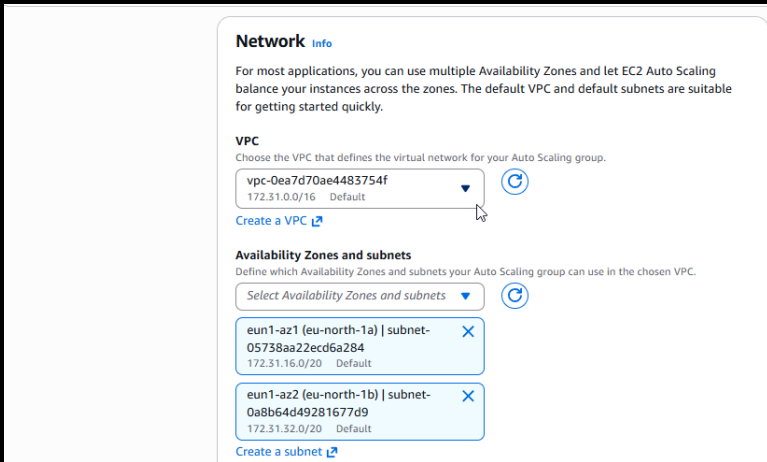 Network Info
For most applications, you can use multiple Availability Zones and let EC2 Auto Scaling
balance your instances across the zones. The default VPC and default subnets are suitable
for getting started quickly.
VPC
Choose the VPC that defines the virtual network for your Auto Scaling group.
vpc-0ea7d70ae4483754f
172.31.0.0/16 Default
Create a VPC
Availability Zones and subnets
Define which Availability Zones and subnets your Auto Scaling group can use in the chosen VPC.
Select Availability Zones and subnets
eun1-az1 (eu-north-1a) | subnet-
05738aa22ecd6a284
172.31.16.0/20 Default
eun1-az2 (eu-north-1b) | subnet-
0a8b64d49281677d9
172.31.32.0/20 Default
Create a subnet